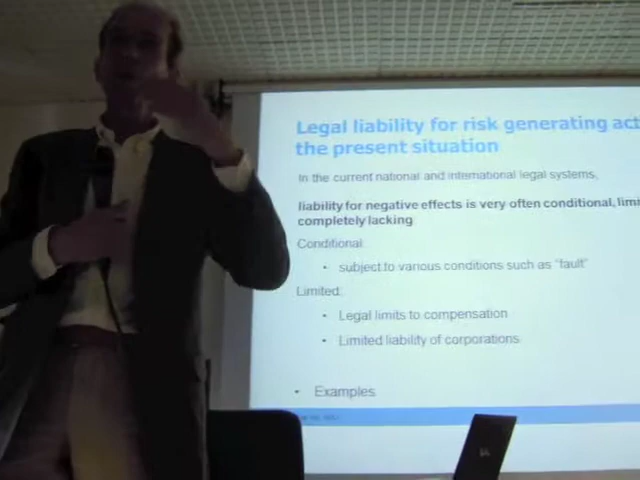 Legal liability for risk generating act
the present situation
In the current national and international legal systems,
liability for negative effects is very often conditional, limi
completely lacking
Conditional:
• subject to various conditions such as "fault"
Limited:
• Legal limits to compensation
• Limited liability of corporations
• Examples